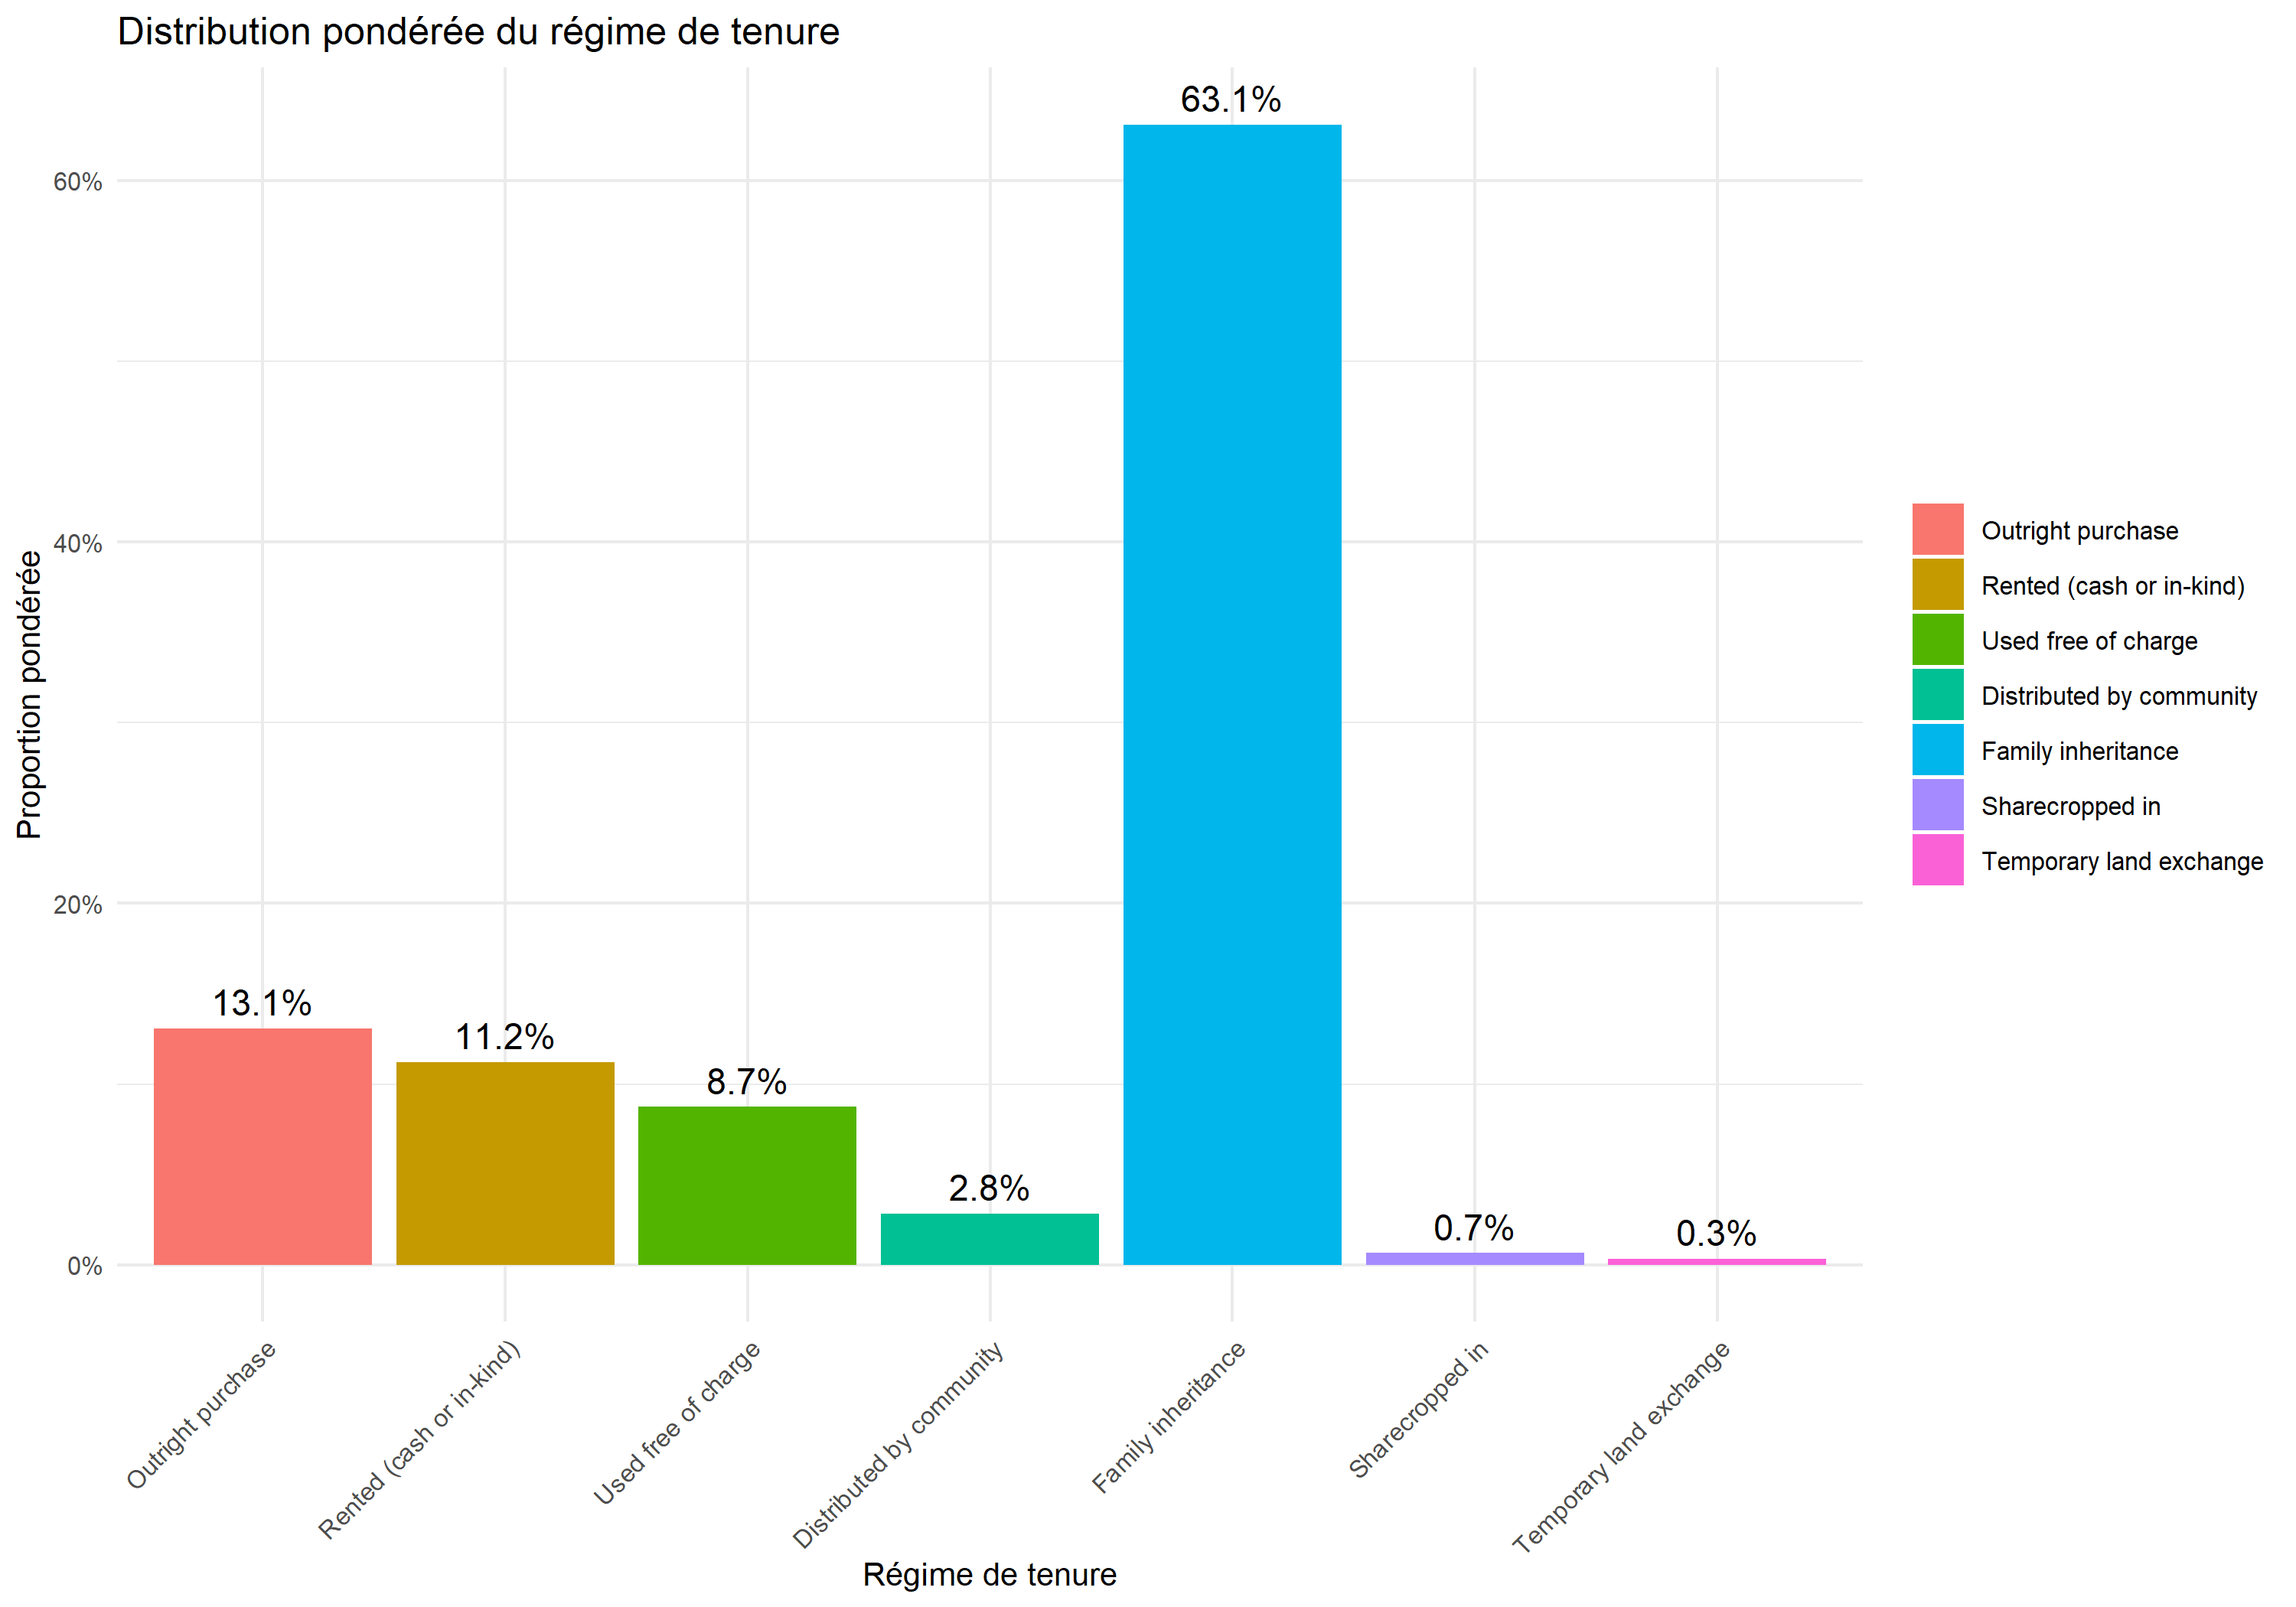 Distribution pondérée du régime de tenure
63.1%
60%
40%
20%
0%
Proportion pondérée
13.1%
11.2%
8.7%
2.8%
0.7%
0.3%
Outright purchase
Rented (cash or in-kind)
Used free of charge
Distributed by community
Family inheritance
Sharecropped in
Temporary land exchange
Régime de tenure
Outright purchase
Rented (cash or in-kind)
Used free of charge
Distributed by community
Family inheritance
Sharecropped in
Temporary land exchange